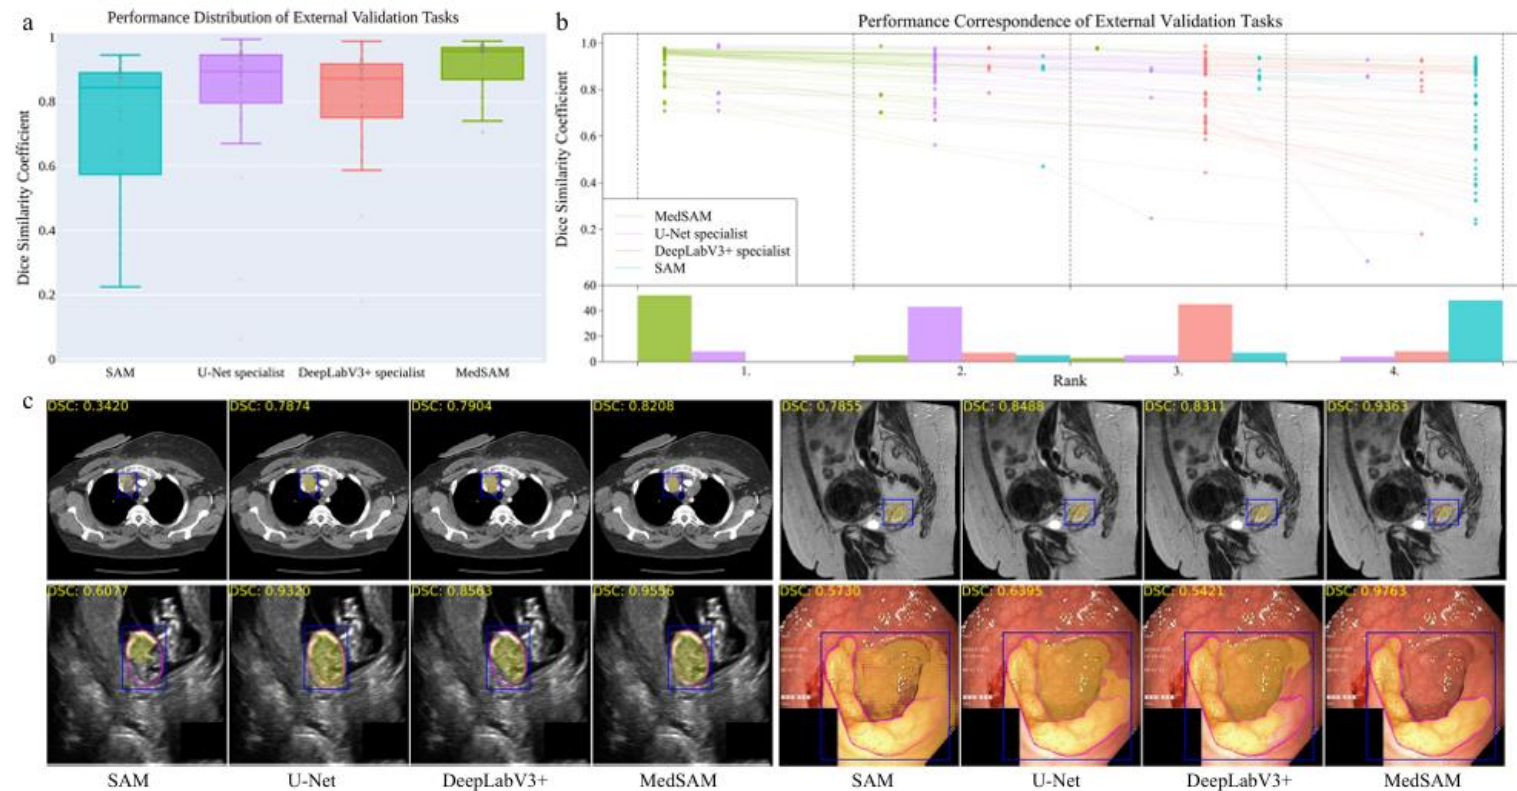 a
Performance Distribution of External Validation Tasks
Dice Similarity Coefficient
1
0.8
0.6
0.4
0.2
0
SAM
U-Net specialist
DeepLabV3+ specialist
MedSAM
b
Performance Correspondence of External Validation Tasks
Dice Similarity Coefficient
1.0
0.8
0.6
0.4
0.2
MedSAM
U-Net specialist
DeepLabV3+ specialist
SAM
60
40
20
0
1.
2.
3.
4.
Rank
c
DSC: 0.3420
DSC: 0.7874
DSC: 0.7904
DSC: 0.8208
DSC: 0.7855
DSC: 0.8488
DSC: 0.8311
DSC: 0.9363
DSC: 0.6077
DSC: 0.9320
DSC: 0.8563
DSC: 0.9556
DSC: 0.5730
DSC: 0.6395
DSC: 0.5421
DSC: 0.9763
SAM
U-Net
DeepLabV3+
MedSAM
SAM
U-Net
DeepLabV3+
MedSAM